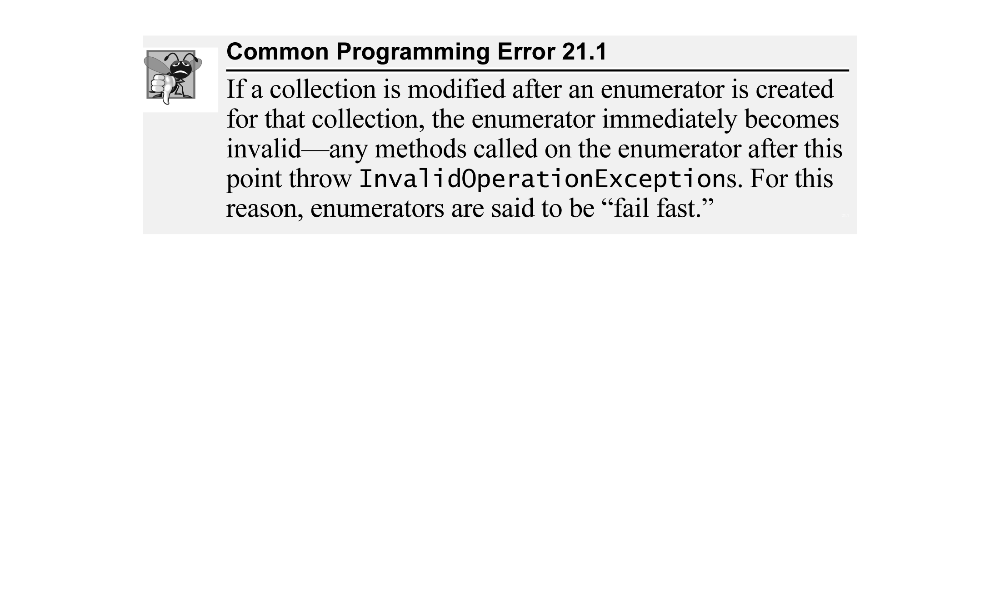 Common Programming Error 21.1
If a collection is modified after an enumerator is created
for that collection, the enumerator immediately becomes
invalid—any methods called on the enumerator after this
point throw InvalidOperationExceptions. For this
reason, enumerators are said to be “fail fast.”
21.1